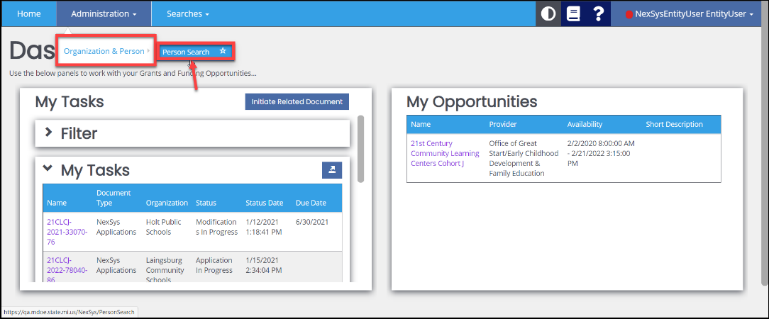 Home
Administration
Searches
?
NexSysEntityUser EntityUser
Das
Organization & Person
Person Search
Use the below panels to work with your Grants and Funding Opportunities...
My Tasks
Initiate Related Document
Filter
My Tasks
Name Document Type Organization Status Status Date Due Date
21CLCJ-2021-33070-76 NexSys Applications Holt Public Schools Modifications In Progress 1/12/2021 1:18:41 PM 6/30/2021
21CLCJ-2022-78040-86 NexSys Applications Laingsburg Community Schools Application In Progress 1/15/2021 2:34:04 PM
My Opportunities
Name Provider Availability Short Description
21st Century Community Learning Centers Cohort J Office of Great Start/Early Childhood Development & Family Education 2/2/2020 8:00:00 AM - 2/21/2022 3:15:00 PM
https://qa.mdoe.state.mi.us/NexSys/PersonSearch